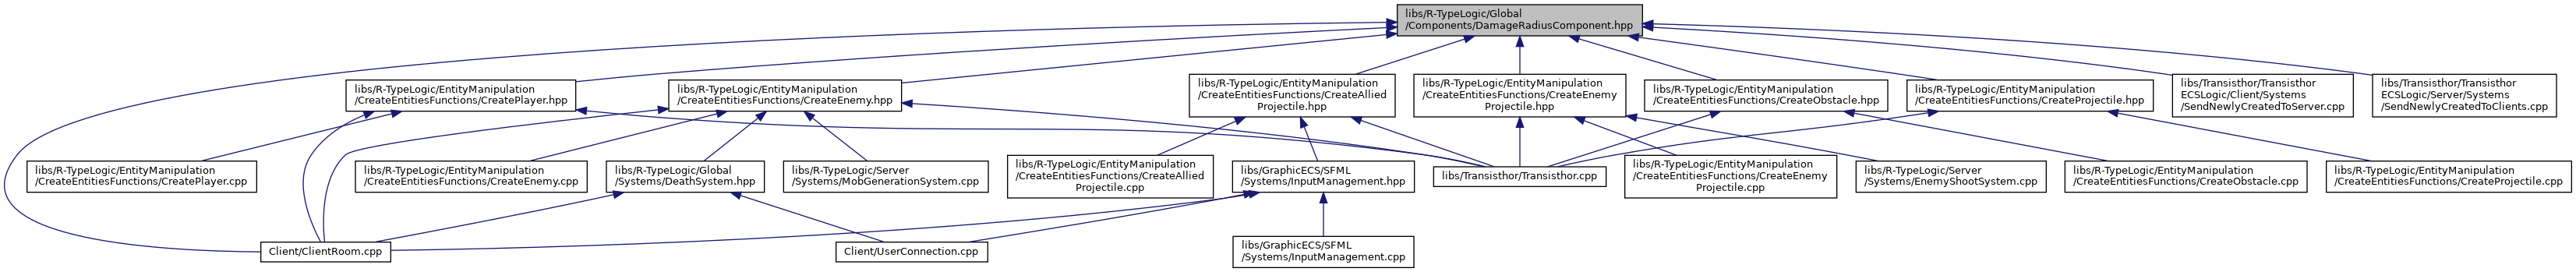 libs/R-TypeLogic/Global
/Components/DamageRadiusComponent.hpp
libs/R-TypeLogic/EntityManipulation
/CreateEntitiesFunctions/CreatePlayer.hpp
libs/R-TypeLogic/EntityManipulation
/CreateEntitiesFunctions/CreateEnemy.hpp
libs/R-TypeLogic/EntityManipulation
/CreateEntitiesFunctions/CreateAllied
Projectile.hpp
libs/R-TypeLogic/EntityManipulation
/CreateEntitiesFunctions/CreateEnemy
Projectile.hpp
libs/R-TypeLogic/EntityManipulation
/CreateEntitiesFunctions/CreateObstacle.hpp
libs/R-TypeLogic/EntityManipulation
/CreateEntitiesFunctions/CreateProjectile.hpp
libs/Transisthor/Transisthor
ECSLogic/Client/Systems
/SendNewlyCreatedToServer.cpp
libs/Transisthor/Transisthor
ECSLogic/Server/Systems
/SendNewlyCreatedToClients.cpp
libs/R-TypeLogic/EntityManipulation
/CreateEntitiesFunctions/CreatePlayer.cpp
libs/R-TypeLogic/EntityManipulation
/CreateEntitiesFunctions/CreateEnemy.cpp
libs/R-TypeLogic/Global
/Systems/DeathSystem.hpp
libs/R-TypeLogic/Server
/Systems/MobGenerationSystem.cpp
libs/R-TypeLogic/EntityManipulation
/CreateEntitiesFunctions/CreateAllied
Projectile.cpp
libs/GraphicECS/SFML
/Systems/InputManagement.hpp
libs/Transisthor/Transisthor.cpp
libs/R-TypeLogic/EntityManipulation
/CreateEntitiesFunctions/CreateEnemy
Projectile.cpp
libs/R-TypeLogic/Server
/Systems/EnemyShootSystem.cpp
libs/R-TypeLogic/EntityManipulation
/CreateEntitiesFunctions/CreateObstacle.cpp
libs/R-TypeLogic/EntityManipulation
/CreateEntitiesFunctions/CreateProjectile.cpp
Client/ClientRoom.cpp
Client/UserConnection.cpp
libs/GraphicECS/SFML
/Systems/InputManagement.cpp